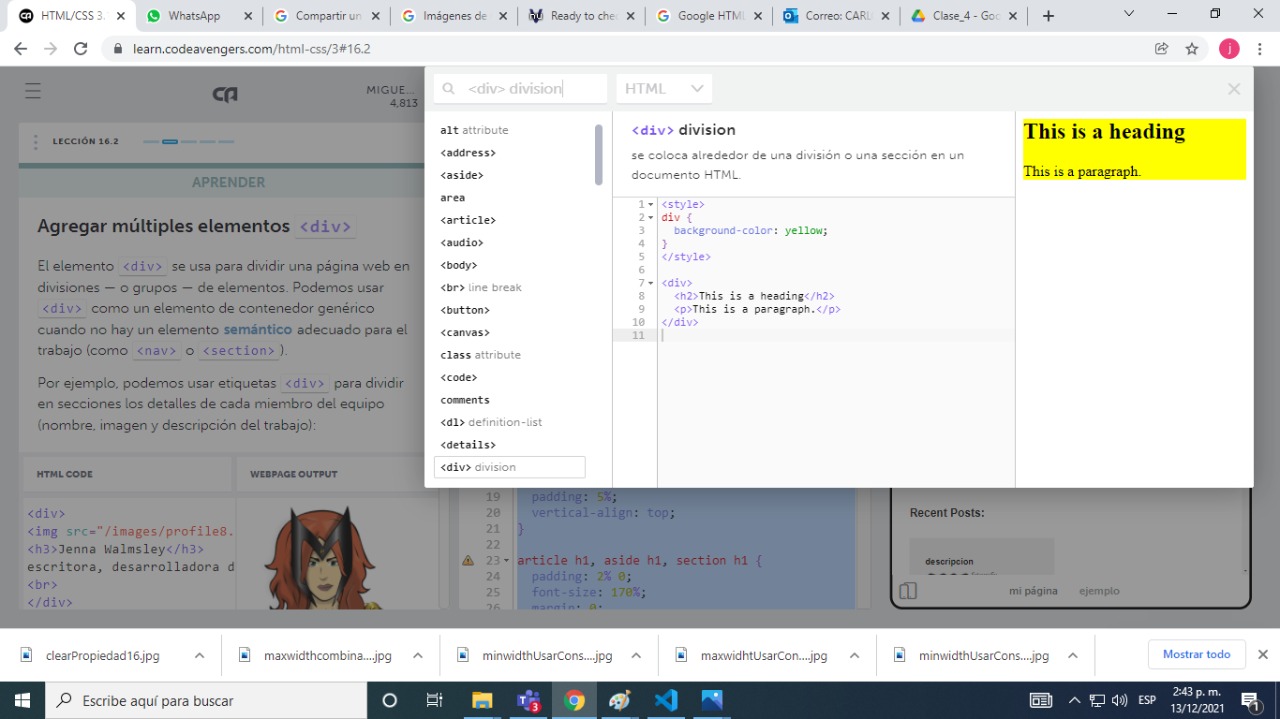 HTML/CSS 3.
WhatsApp
Compartir un
Imágenes de
Ready to che
Google HTML
Correo: CARL
Clase_4 - Goo
learn.codeavengers.com/html-css/3#16.2
j
MIGUE...
4,813
LECCIÓN 16.2
APRENDER
Agregar múltiples elementos <div>
El elemento <div> se usa para dividir una página web en
divisiones — o grupos — de elementos. Podemos usar
<div> como un elemento de contenedor genérico
cuando no hay un elemento semántico adecuado para el
trabajo (como <nav> o <section>).
Por ejemplo, podemos usar etiquetas <div> para dividir
en secciones los detalles de cada miembro del equipo
(nombre, imagen y descripción del trabajo):
HTML CODE
WEBPAGE OUTPUT
<div>
<img src="/images/profile8.
<h3>Jenna Walmsley</h3>
escritora, desarrolladora d
<br>
</div>
<div> division
HTML
alt attribute
<address>
<aside>
area
<article>
<audio>
<body>
<br> line break
<button>
<canvas>
class attribute
<code>
comments
<dl> definition-list
<details>
<div> division
<div> division
se coloca alrededor de una división o una sección en un
documento HTML.
1 <style>
2 div {
3 background-color: yellow;
4 }
5 </style>
6
7 <div>
8 <h2>This is a heading</h2>
9 <p>This is a paragraph.</p>
10 </div>
11
This is a heading
This is a paragraph.
19 padding: 5%;
20 vertical-align: top;
21 }
22
23 article h1, aside h1, section h1 {
24 padding: 2% 0;
25 font-size: 170%;
26 margin: 0;
Recent Posts:
descripcion
mi página
ejemplo
clearPropiedad16.jpg
maxwidthcombina....jpg
minwidthUsarCons....jpg
maxwidhtUsarCon....jpg
minwidthUsarCons....jpg
Mostrar todo
Escribe aquí para buscar
3
ESP
2:43 p. m.
13/12/2021
1